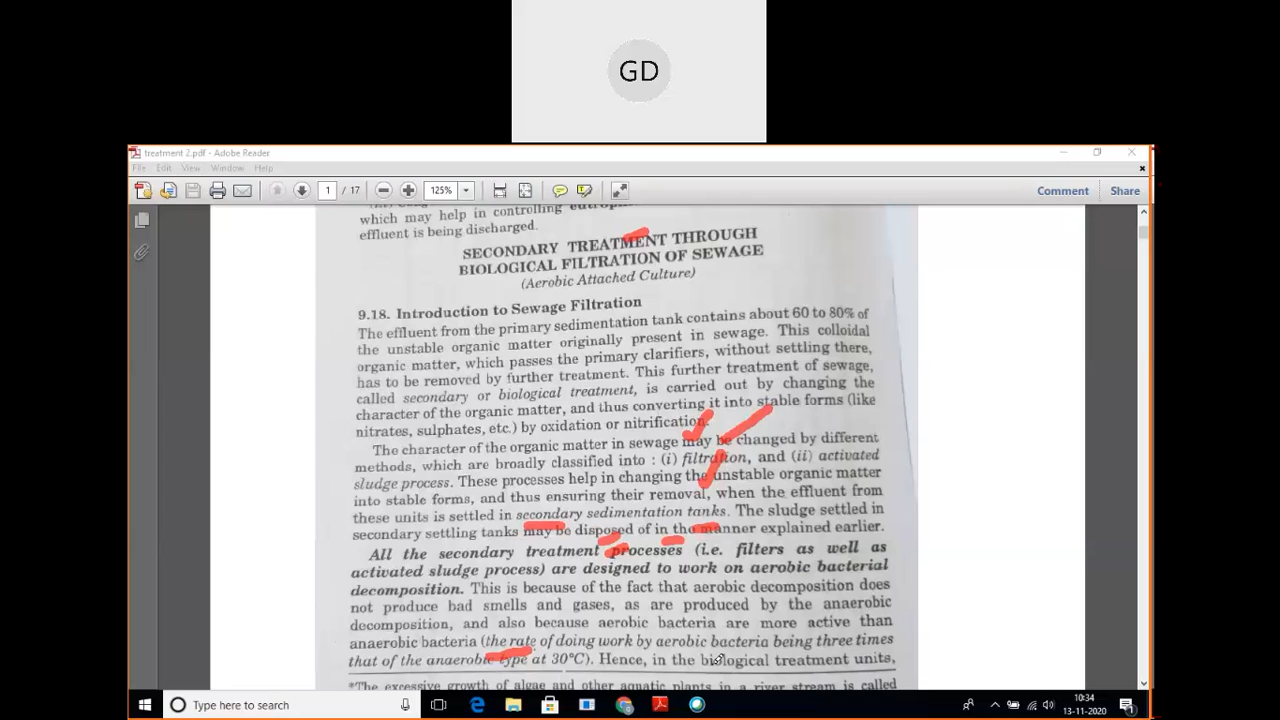 GD
treatment 2.pdf - Adobe Reader
File Edit View Window Help
1 / 17 125% Comment Share
which may help in controlling
effluent is being discharged.
SECONDARY TREATMENT THROUGH
BIOLOGICAL FILTRATION OF SEWAGE
(Aerobic Attached Culture)
9.18. Introduction to Sewage Filtration
The effluent from the primary sedimentation tank contains about 60 to 80% of
the unstable organic matter originally present in sewage. This colloidal
organic matter, which passes the primary clarifiers, without settling there,
has to be removed by further treatment. This further treatment of sewage,
called secondary or biological treatment, is carried out by changing the
character of the organic matter, and thus converting it into stable forms (like
nitrates, sulphates, etc.) by oxidation or nitrification.
The character of the organic matter in sewage may be changed by different
methods, which are broadly classified into : (i) filtration, and (ii) activated
sludge process. These processes help in changing the unstable organic matter
into stable forms, and thus ensuring their removal, when the effluent from
these units is settled in secondary sedimentation tanks. The sludge settled in
secondary settling tanks may be disposed of in the manner explained earlier.
All the secondary treatment processes (i.e. filters as well as
activated sludge process) are designed to work on aerobic bacterial
decomposition. This is because of the fact that aerobic decomposition does
not produce bad smells and gases, as are produced by the anaerobic
decomposition, and also because aerobic bacteria are more active than
anaerobic bacteria (the rate of doing work by aerobic bacteria being three times
that of the anaerobic type at 30°C). Hence, in the biological treatment units,
*The excessive growth of algae and other aquatic plants in a river stream is called
Type here to search
10:34
13-11-2020